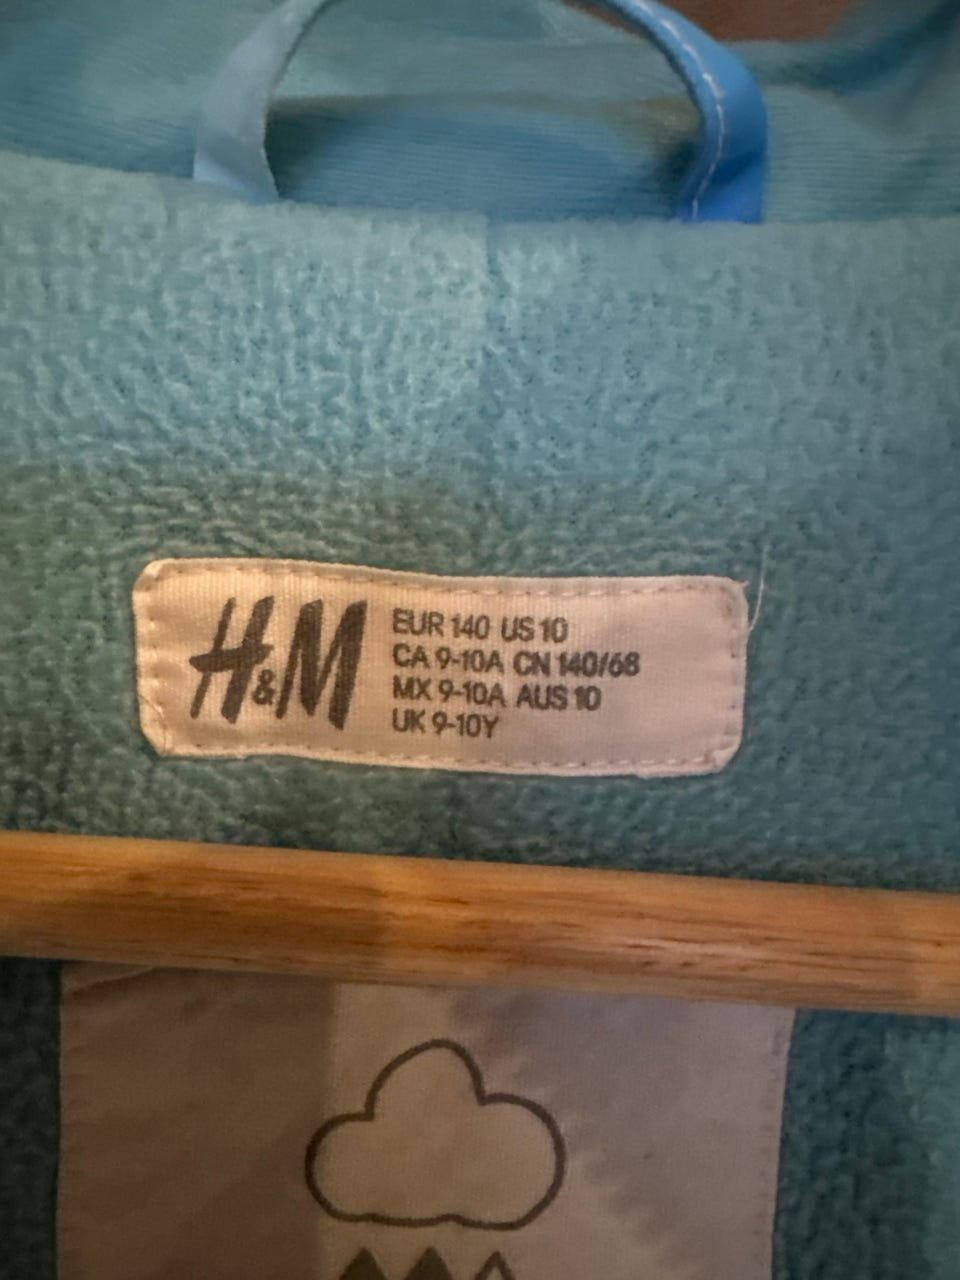 H&M
EUR 140 US 10
CA 9-10A CN 140/68
MX 9-10A AUS 10
UK 9-10Y